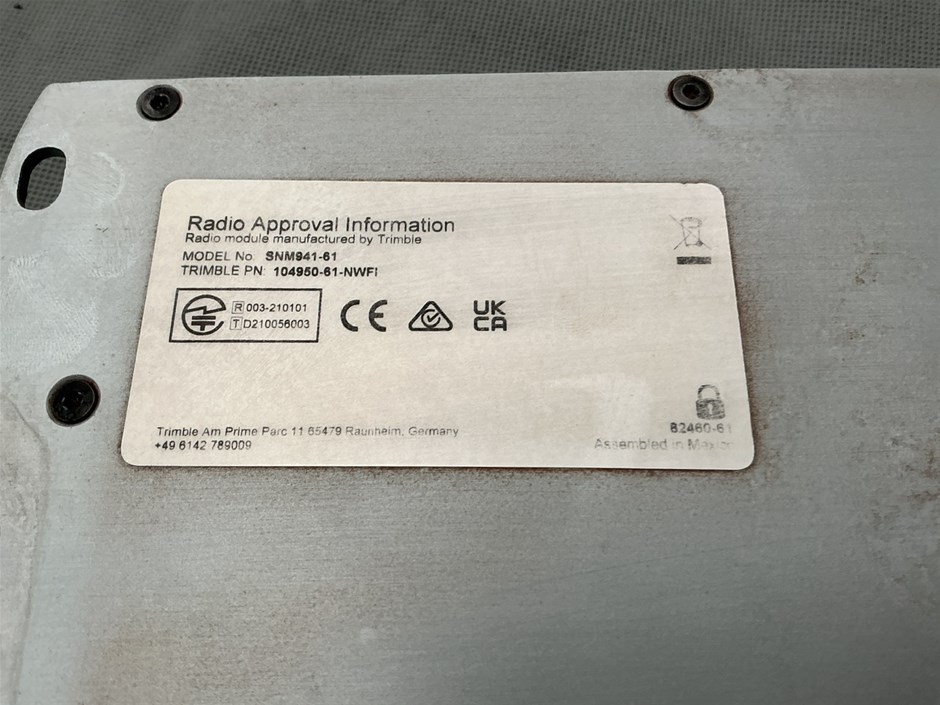 Radio Approval Information
Radio module manufactured by Trimble
MODEL No: SNM941-61
TRIMBLE PN: 104950-61-NWFI
R 003-210101
T D210056003
CE
UK
CA
Trimble Am Prime Parc 11 65479 Raunheim, Germany
+49 6142 789009
82460-61
Assembled in Mexico